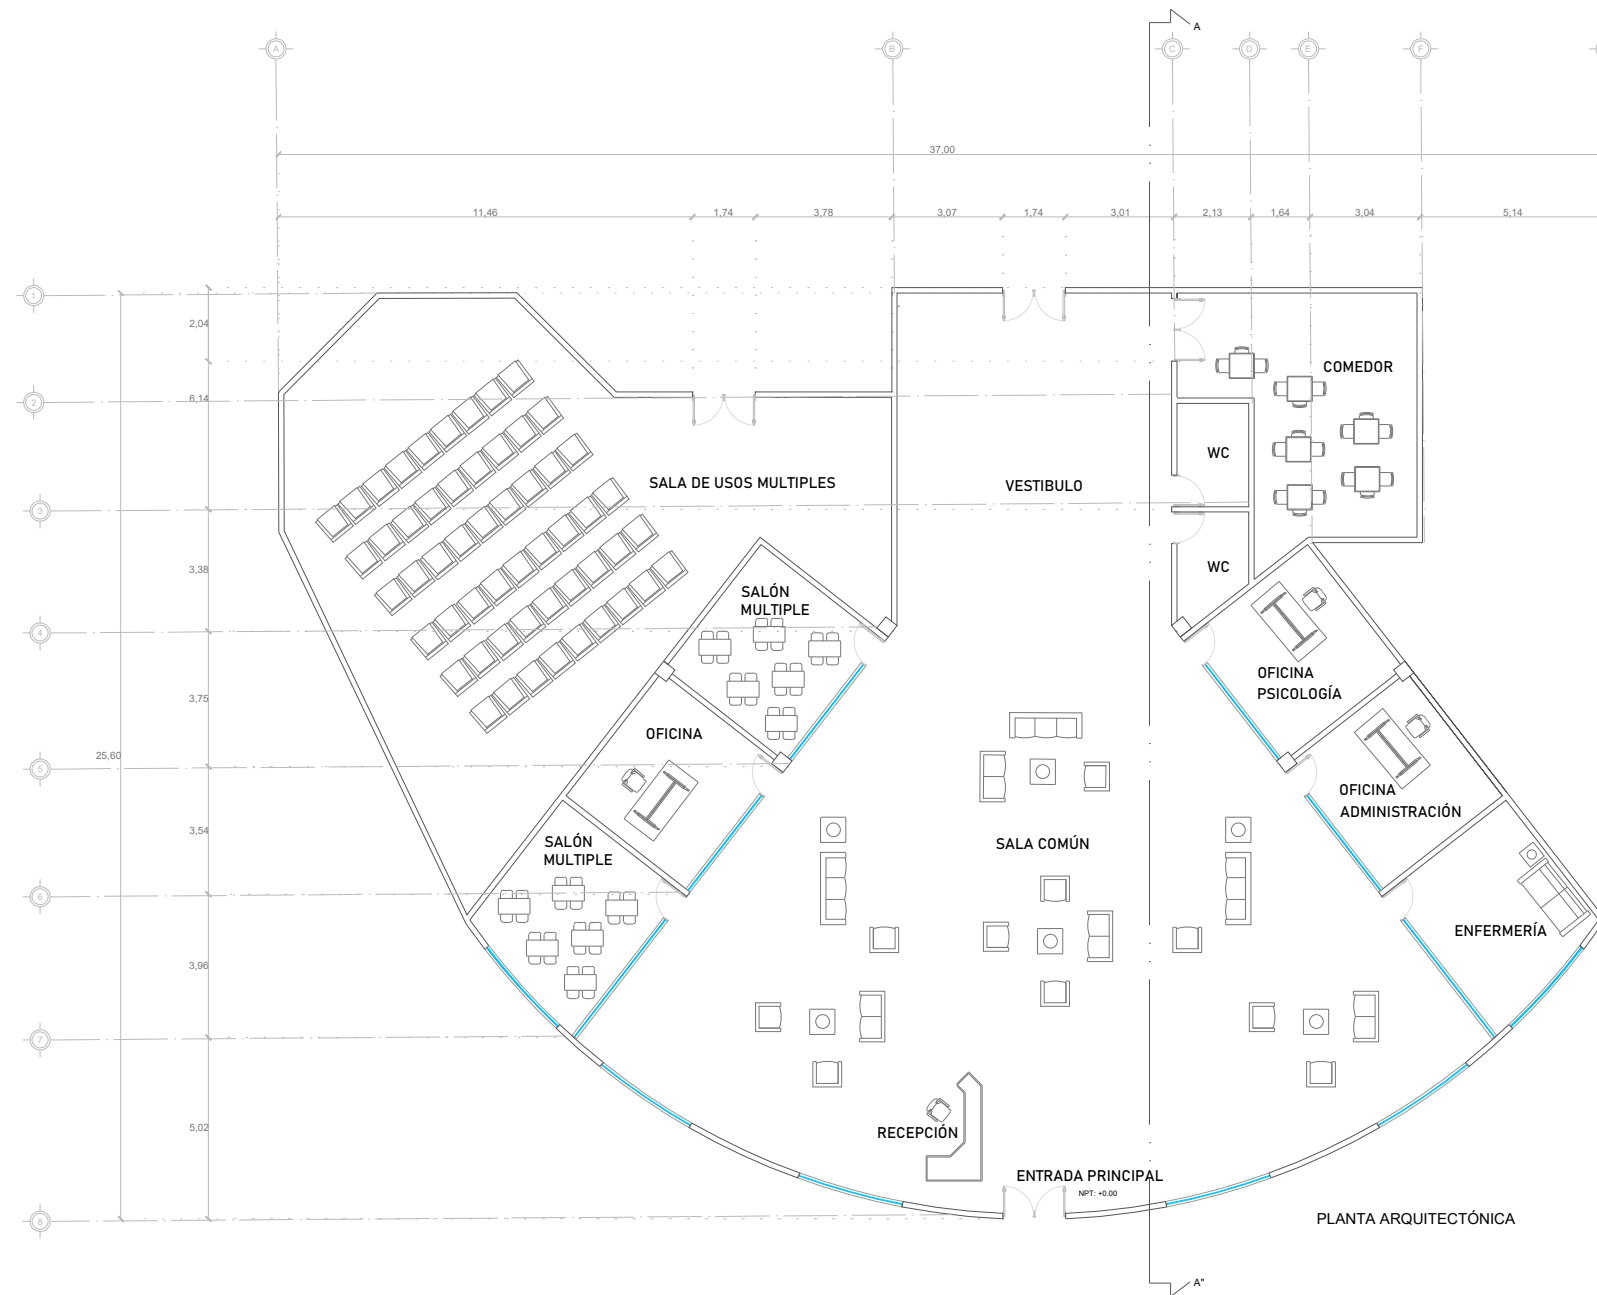 A
A
B
C
D
E
F
37,00
11,46
1,74
3,78
3,07
1,74
3,01
2,13
1,64
3,04
5,14
1
2,04
COMEDOR
2
6,14
WC
SALA DE USOS MULTIPLES
VESTIBULO
3
3,38
WC
SALÓN
MULTIPLE
4
OFICINA
PSICOLOGÍA
3,75
OFICINA
25,60
5
OFICINA
ADMINISTRACIÓN
3,54
SALÓN
MULTIPLE
SALA COMÚN
6
ENFERMERÍA
3,96
7
5,02
RECEPCIÓN
ENTRADA PRINCIPAL
NPT: +0.00
8
PLANTA ARQUITECTÓNICA
A"